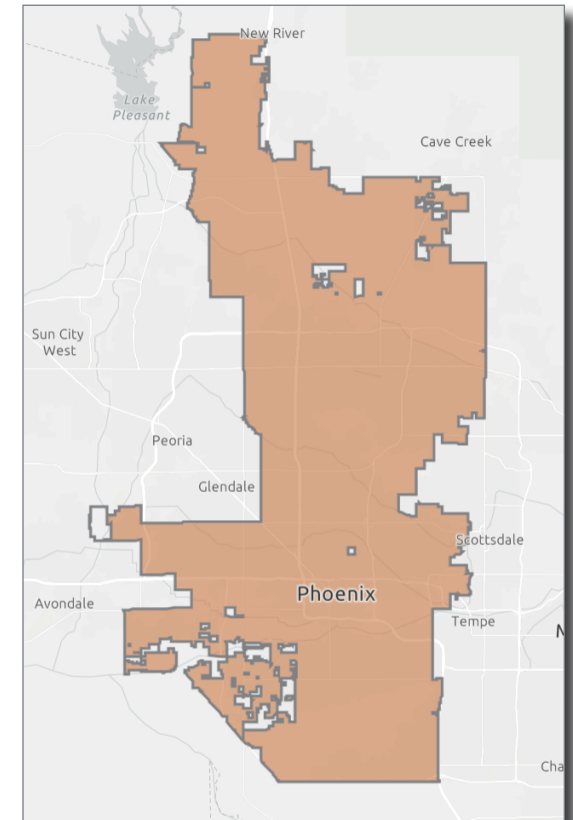 New River
Lake
Pleasant
Cave Creek
Sun City
West
Peoria
Glendale
Scottsdale
Phoenix
Avondale
Tempe
Cha